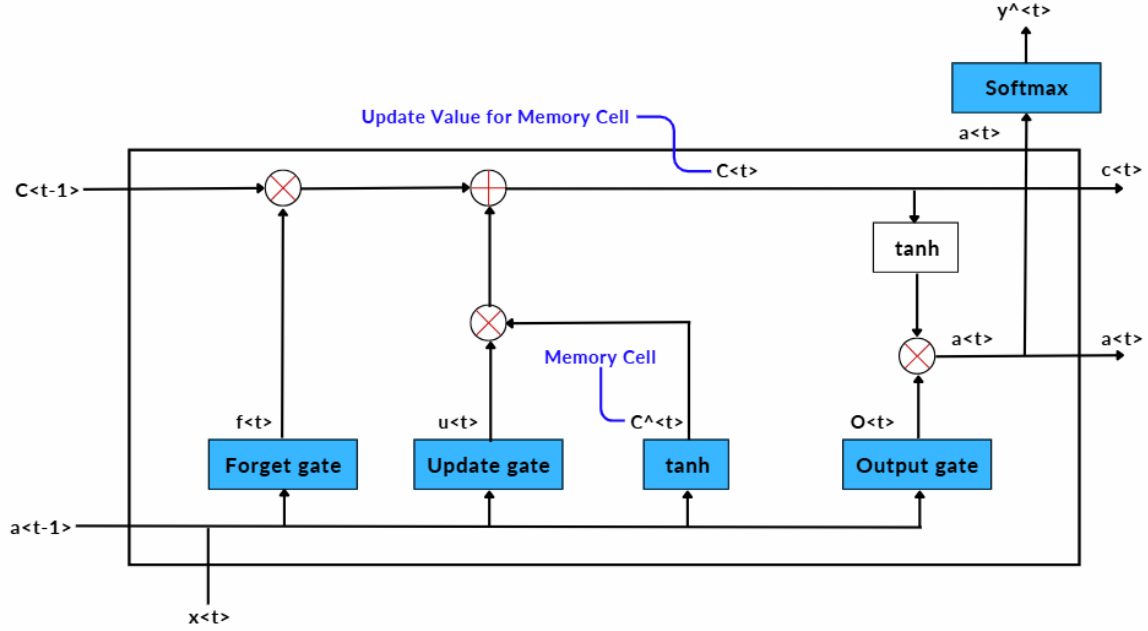 y^<t>
Softmax
a<t>
Update Value for Memory Cell
C<t-1>
C<t>
c<t>
tanh
a<t>
a<t>
Memory Cell
f<t>
u<t>
C^<t>
O<t>
Forget gate
Update gate
tanh
Output gate
a<t-1>
x<t>